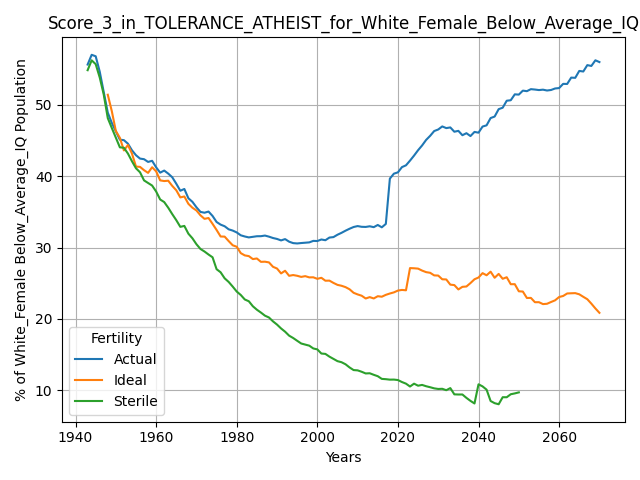 Score_3_in_TOLERANCE_ATHEIST_for_White_Female_Below_Average_IQ
% of White_Female Below_Average_IQ Population
50
40
30
20
10
Fertility
Actual
Ideal
Sterile
1940
1960
1980
2000
2020
2040
2060
Years